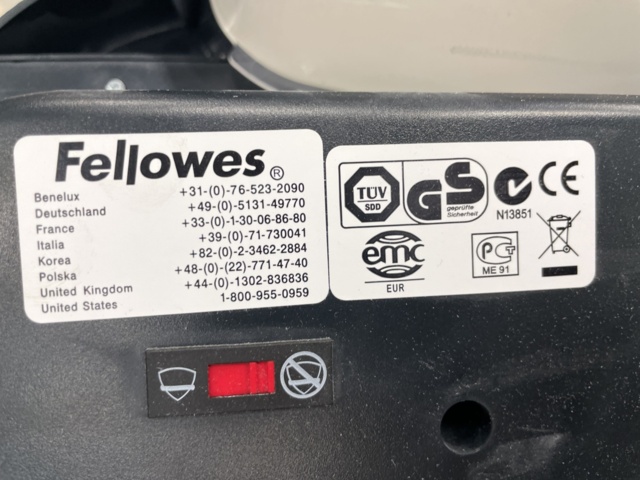 Fellowes®
Benelux +31-(0)-76-523-2090
Deutschland +49-(0)-5131-49770
France +33-(0)-1-30-06-86-80
Italia +39-(0)-71-730041
Korea +82-(0)-2-3462-2884
Polska +48-(0)-(22)-771-47-40
United Kingdom +44-(0)-1302-836836
United States 1-800-955-0959
TÜV
SDD
GS
geprüfte
Sicherheit
N13851
CE
emc
EUR
PG
ME 91